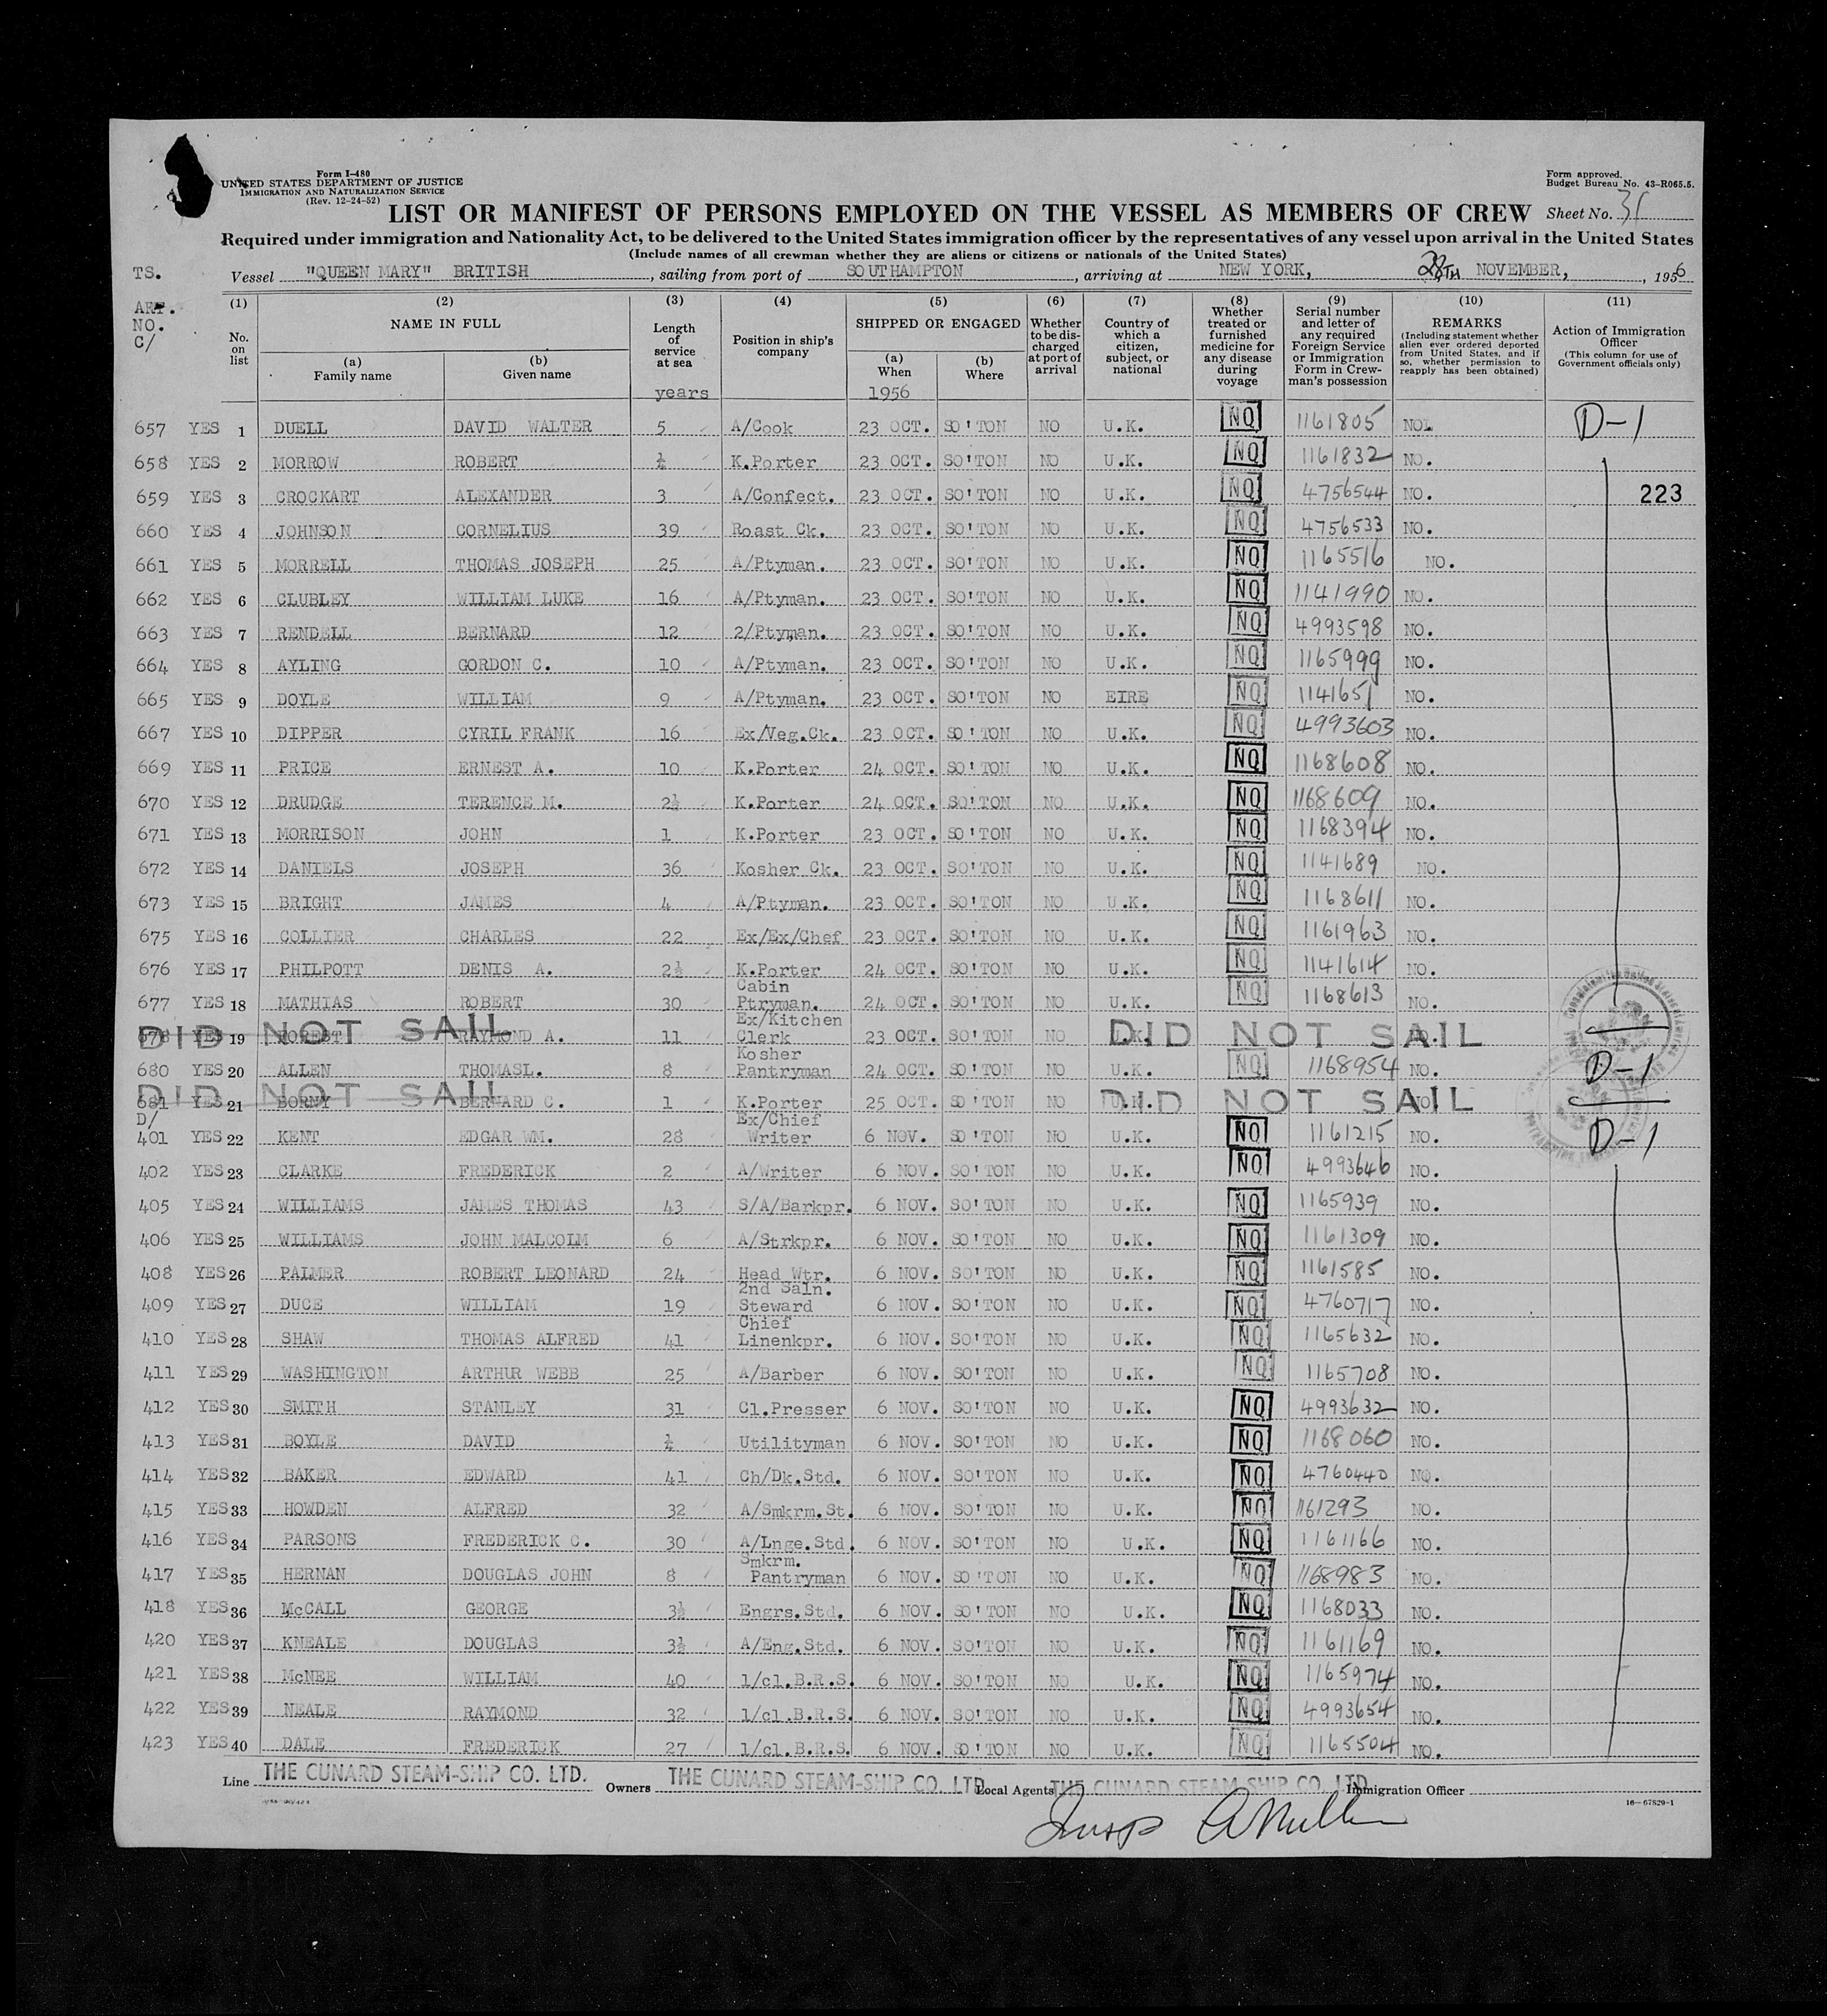 Form I-480
UNITED STATES DEPARTMENT OF JUSTICE
IMMIGRATION AND NATURALIZATION SERVICE
(Rev. 12-24-52)
Form approved.
Budget Bureau No. 43-R065.5.
LIST OR MANIFEST OF PERSONS EMPLOYED ON THE VESSEL AS MEMBERS OF CREW Sheet No. 31
Required under immigration and Nationality Act, to be delivered to the United States immigration officer by the representatives of any vessel upon arrival in the United States
(Include names of all crewman whether they are aliens or citizens or nationals of the United States)
TS.
Vessel "QUEEN MARY" BRITISH, sailing from port of SOUTHAMPTON, arriving at NEW YORK, 28TH NOVEMBER, 1956
ART. NO. C/
(1) No. on list
(2) NAME IN FULL
(a) Family name
(b) Given name
(3) Length of service at sea
years
(4) Position in ship's company
(5) SHIPPED OR ENGAGED
(a) When
1956
(b) Where
(6) Whether to be discharged at port of arrival
(7) Country of which a citizen, subject, or national
(8) Whether treated or furnished medicine for any disease during voyage
(9) Serial number and letter of any required Foreign Service or Immigration Form in Crewman's possession
(10) REMARKS (Including statement whether alien ever ordered deported from United States, and if so, whether permission to reapply has been obtained)
(11) Action of Immigration Officer (This column for use of Government officials only)
657 YES 1 DUELL DAVID WALTER 5 A/Cook 23 OCT. SO'TON NO U.K. NO 1161805 NO. D-1
658 YES 2 MORROW ROBERT K.Porter 23 OCT. SO'TON NO U.K. NO 1161832 NO.
659 YES 3 CROCKART ALEXANDER 3 A/Confect. 23 OCT. SO'TON NO U.K. NO 4756544 NO. 223
660 YES 4 JOHNSON CORNELIUS 39 Roast Ck. 23 OCT. SO'TON NO U.K. NO 4756533 NO.
661 YES 5 MORRELL THOMAS JOSEPH 25 A/Ptyman. 23 OCT. SO'TON NO U.K. NO 1165516 NO.
662 YES 6 CLUBLEY WILLIAM LUKE 16 A/Ptyman. 23 OCT. SO'TON NO U.K. NO 1141990 NO.
663 YES 7 RENDELL BERNARD 12 2/Ptyman. 23 OCT. SO'TON NO U.K. NO 4993598 NO.
664 YES 8 AYLING GORDON C. 10 A/Ptyman. 23 OCT. SO'TON NO U.K. NO 1165999 NO.
665 YES 9 DOYLE WILLIAM 9 A/Ptyman. 23 OCT. SO'TON NO EIRE NO 1141651 NO.
667 YES 10 DIPPER CYRIL FRANK 16 Ex/Veg.Ck. 23 OCT. SO'TON NO U.K. NO 4993603 NO.
669 YES 11 PRICE ERNEST A. 10 K.Porter 24 OCT. SO'TON NO U.K. NO 1168608 NO.
670 YES 12 DRUDGE TERENCE M. 2½ K.Porter 24 OCT. SO'TON NO U.K. NO 1168609 NO.
671 YES 13 MORRISON JOHN 1 K.Porter 23 OCT. SO'TON NO U.K. NO 1168394 NO.
672 YES 14 DANIELS JOSEPH 36 Kosher Ck. 23 OCT. SO'TON NO U.K. NO 1141689 NO.
673 YES 15 BRIGHT JAMES 4 A/Ptyman. 23 OCT. SO'TON NO U.K. NO 1168611 NO.
675 YES 16 COLLIER CHARLES 22 Ex/Ex/Chef 23 OCT. SO'TON NO U.K. NO 1161963 NO.
676 YES 17 PHILPOTT DENIS A. 2½ K.Porter 24 OCT. SO'TON NO U.K. NO 1141614 NO.
677 YES 18 MATHIAS ROBERT 30 Cabin Ptryman. 24 OCT. SO'TON NO U.K. NO 1168613 NO.
678 YES 19 FOREST RAYMOND A. 11 Ex/Kitchen Clerk 23 OCT. SO'TON NO U.K. NO.
DID NOT SAIL DID NOT SAIL
680 YES 20 ALLEN THOMASL. 8 Kosher Pantryman 24 OCT. SO'TON NO U.K. NO 1168954 NO. D-1
681 YES 21 BERNARD C. 1 K.Porter 25 OCT. SO'TON NO U.K. NO.
DID NOT SAIL DID NOT SAIL
D/
401 YES 22 KENT EDGAR WM. 28 Ex/Chief Writer 6 NOV. SO'TON NO U.K. NO 1161215 NO. D-1
402 YES 23 CLARKE FREDERICK 2 A/Writer 6 NOV. SO'TON NO U.K. NO 4993646 NO.
405 YES 24 WILLIAMS JAMES THOMAS 43 S/A/Barkpr. 6 NOV. SO'TON NO U.K. NO 1165939 NO.
406 YES 25 WILLIAMS JOHN MALCOLM 6 A/Strkpr. 6 NOV. SO'TON NO U.K. NO 1161309 NO.
408 YES 26 PALMER ROBERT LEONARD 24 Head Wtr. 6 NOV. SO'TON NO U.K. NO 1161585 NO.
409 YES 27 DUCE WILLIAM 19 2nd Saln. Steward 6 NOV. SO'TON NO U.K. NO 4760717 NO.
410 YES 28 SHAW THOMAS ALFRED 41 Chief Linenkpr. 6 NOV. SO'TON NO U.K. NO 1165632 NO.
411 YES 29 WASHINGTON ARTHUR WEBB 25 A/Barber 6 NOV. SO'TON NO U.K. NO 1165708 NO.
412 YES 30 SMITH STANLEY 31 Cl.Presser 6 NOV. SO'TON NO U.K. NO 4993632 NO.
413 YES 31 BOYLE DAVID Utilityman 6 NOV. SO'TON NO U.K. NO 1168060 NO.
414 YES 32 BAKER EDWARD 41 Ch/Dk.Std. 6 NOV. SO'TON NO U.K. NO 4760440 NO.
415 YES 33 HOWDEN ALFRED 32 A/Smkrm.St. 6 NOV. SO'TON NO U.K. NO 1161293 NO.
416 YES 34 PARSONS FREDERICK C. 30 A/Lnge.Std. 6 NOV. SO'TON NO U.K. NO 1161166 NO.
417 YES 35 HERNAN DOUGLAS JOHN 8 Smkrm. Pantryman 6 NOV. SO'TON NO U.K. NO 1168983 NO.
418 YES 36 McCALL GEORGE 3½ Engrs.Std. 6 NOV. SO'TON NO U.K. NO 1168033 NO.
420 YES 37 KNEALE DOUGLAS 3½ A/Eng.Std. 6 NOV. SO'TON NO U.K. NO 1161169 NO.
421 YES 38 McNEE WILLIAM 40 1/cl.B.R.S. 6 NOV. SO'TON NO U.K. NO 1165974 NO.
422 YES 39 NEALE RAYMOND 32 1/cl.B.R.S. 6 NOV. SO'TON NO U.K. NO 4993654 NO.
423 YES 40 DALE FREDERICK 27 1/cl.B.R.S. 6 NOV. SO'TON NO U.K. NO 1165504 NO.
Line THE CUNARD STEAM-SHIP CO. LTD. Owners THE CUNARD STEAM-SHIP CO. LTD. Local Agents THE CUNARD STEAM-SHIP CO. LTD. Immigration Officer
16—67829-1